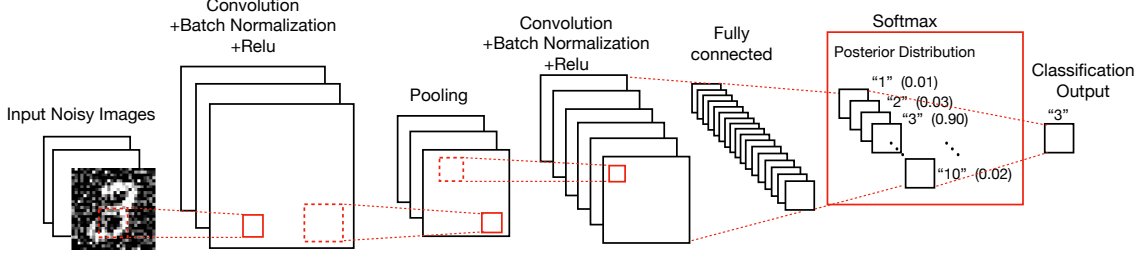 Input Noisy Images
Convolution
+Batch Normalization
+Relu
Pooling
Convolution
+Batch Normalization
+Relu
Fully
connected
Softmax
Posterior Distribution
“1” (0.01)
“2” (0.03)
“3” (0.90)
“10” (0.02)
Classification
Output
“3”